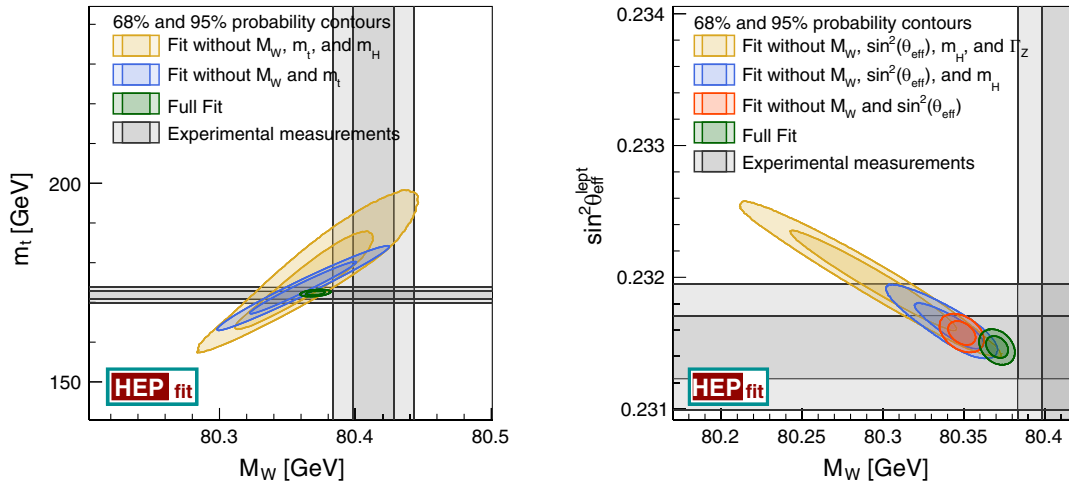 68% and 95% probability contours
Fit without M_W, m_t, and m_H
Fit without M_W and m_t
Full Fit
Experimental measurements
200
150
m_t [GeV]
80.3
80.4
80.5
M_W [GeV]
HEP fit
0.234
68% and 95% probability contours
Fit without M_W, sin²(θ_eff), m_H, and Γ_Z
Fit without M_W, sin²(θ_eff), and m_H
Fit without M_W and sin²(θ_eff)
Full Fit
Experimental measurements
0.233
0.232
0.231
sin²θ_eff^lept
80.2
80.25
80.3
80.35
80.4
M_W [GeV]
HEP fit